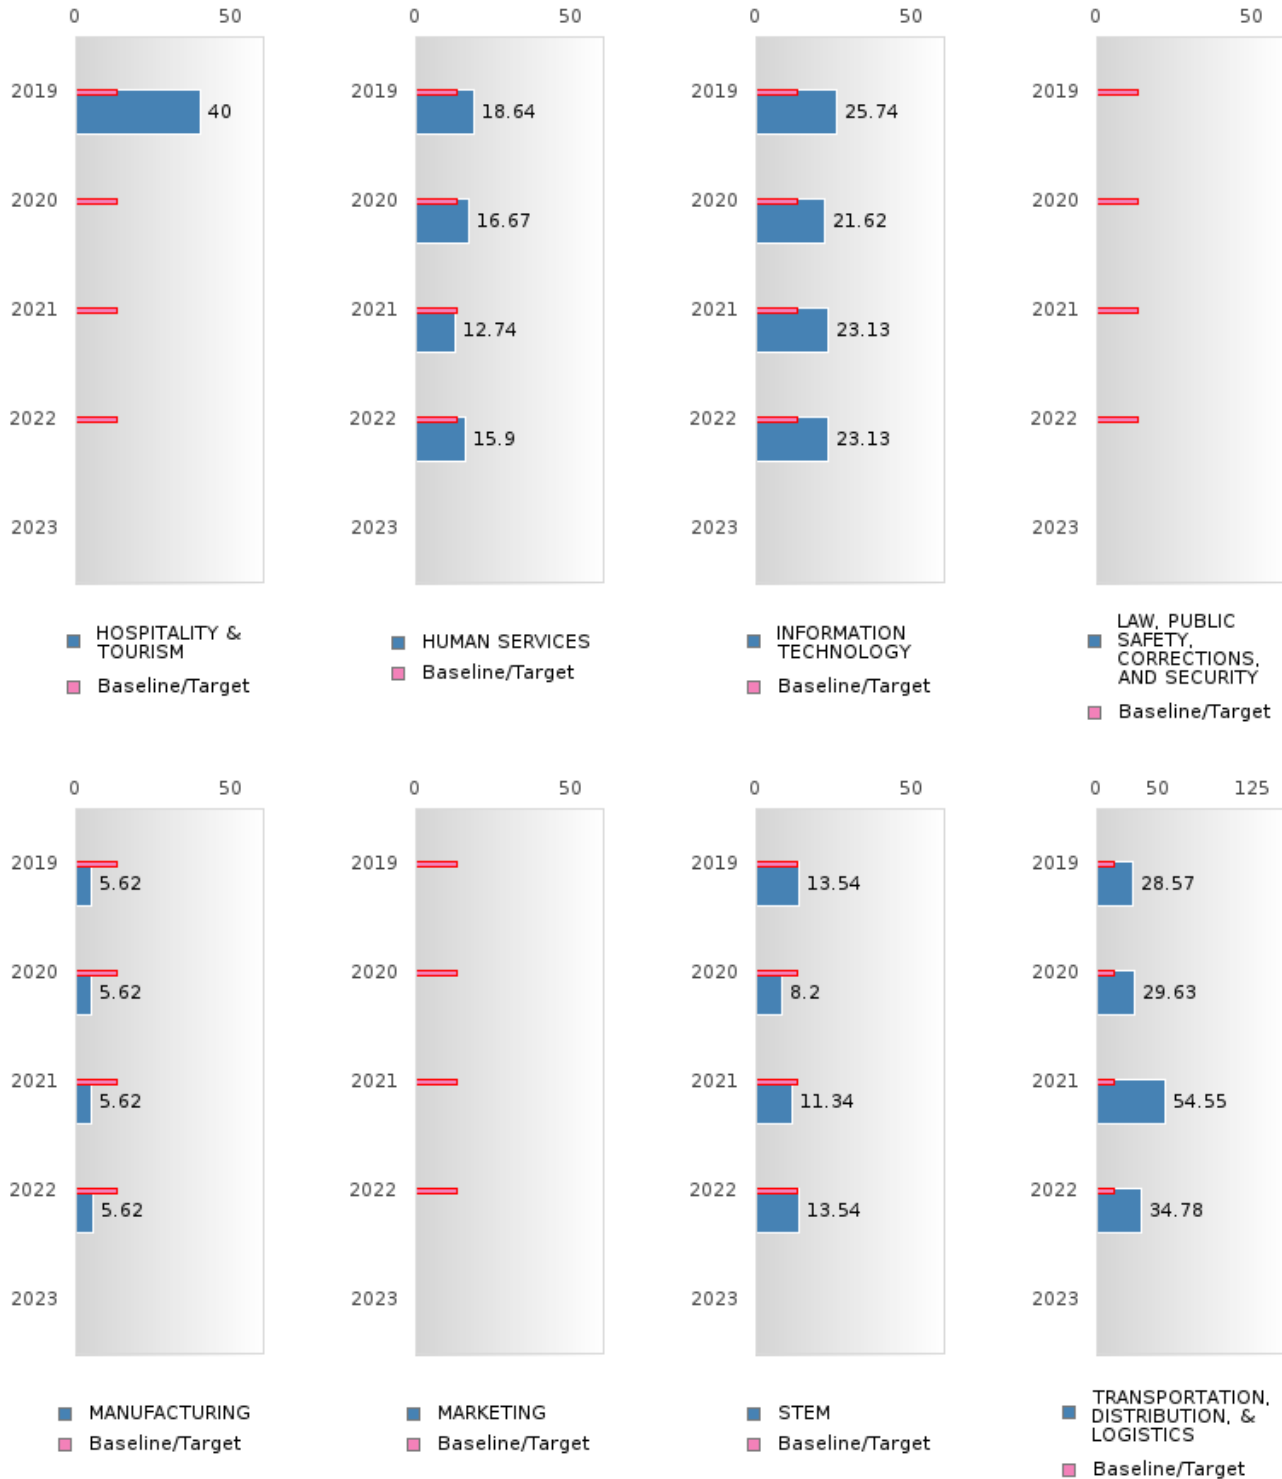 0 50 0 50 0 50 0 50
2019 40 2019 18.64 2019 25.74 2019
2020 2020 16.67 2020 21.62 2020
2021 2021 12.74 2021 23.13 2021
2022 2022 15.9 2022 23.13 2022
2023 2023 2023 2023
HOSPITALITY &
TOURISM
Baseline/Target
HUMAN SERVICES
Baseline/Target
INFORMATION
TECHNOLOGY
Baseline/Target
LAW, PUBLIC
SAFETY,
CORRECTIONS,
AND SECURITY
Baseline/Target
0 50 0 50 0 50 0 50 125
2019 5.62 2019 2019 13.54 2019 28.57
2020 5.62 2020 2020 8.2 2020 29.63
2021 5.62 2021 2021 11.34 2021 54.55
2022 5.62 2022 2022 13.54 2022 34.78
2023 2023 2023 2023
MANUFACTURING
Baseline/Target
MARKETING
Baseline/Target
STEM
Baseline/Target
TRANSPORTATION,
DISTRIBUTION, &
LOGISTICS
Baseline/Target